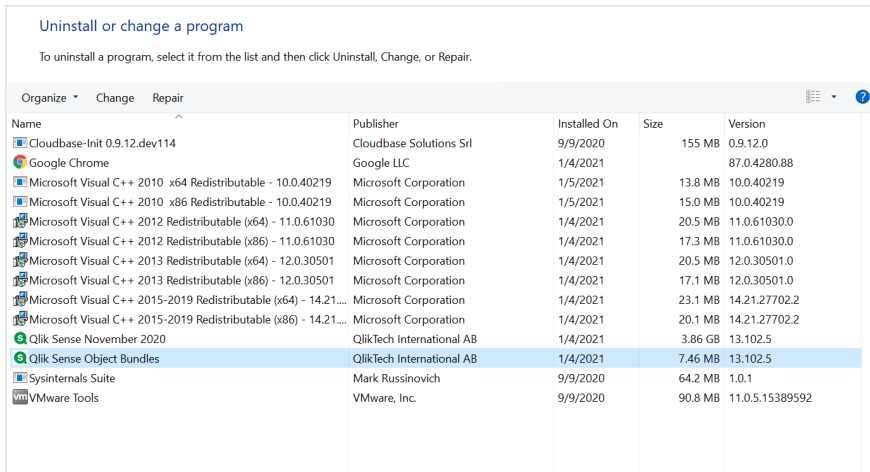 Uninstall or change a program
To uninstall a program, select it from the list and then click Uninstall, Change, or Repair.
Organize Change Repair
Name Publisher Installed On Size Version
Cloudbase-Init 0.9.12.dev114 Cloudbase Solutions Srl 9/9/2020 155 MB 0.9.12.0
Google Chrome Google LLC 1/4/2021 87.0.4280.88
Microsoft Visual C++ 2010 x64 Redistributable - 10.0.40219 Microsoft Corporation 1/5/2021 13.8 MB 10.0.40219
Microsoft Visual C++ 2010 x86 Redistributable - 10.0.40219 Microsoft Corporation 1/5/2021 15.0 MB 10.0.40219
Microsoft Visual C++ 2012 Redistributable (x64) - 11.0.61030 Microsoft Corporation 1/4/2021 20.5 MB 11.0.61030.0
Microsoft Visual C++ 2012 Redistributable (x86) - 11.0.61030 Microsoft Corporation 1/4/2021 17.3 MB 11.0.61030.0
Microsoft Visual C++ 2013 Redistributable (x64) - 12.0.30501 Microsoft Corporation 1/4/2021 20.5 MB 12.0.30501.0
Microsoft Visual C++ 2013 Redistributable (x86) - 12.0.30501 Microsoft Corporation 1/4/2021 17.1 MB 12.0.30501.0
Microsoft Visual C++ 2015-2019 Redistributable (x64) - 14.21.... Microsoft Corporation 1/4/2021 23.1 MB 14.21.27702.2
Microsoft Visual C++ 2015-2019 Redistributable (x86) - 14.21.... Microsoft Corporation 1/4/2021 20.1 MB 14.21.27702.2
Qlik Sense November 2020 QlikTech International AB 1/4/2021 3.86 GB 13.102.5
Qlik Sense Object Bundles QlikTech International AB 1/4/2021 7.46 MB 13.102.5
Sysinternals Suite Mark Russinovich 9/9/2020 64.2 MB 1.0.1
VMware Tools VMware, Inc. 9/9/2020 90.8 MB 11.0.5.15389592